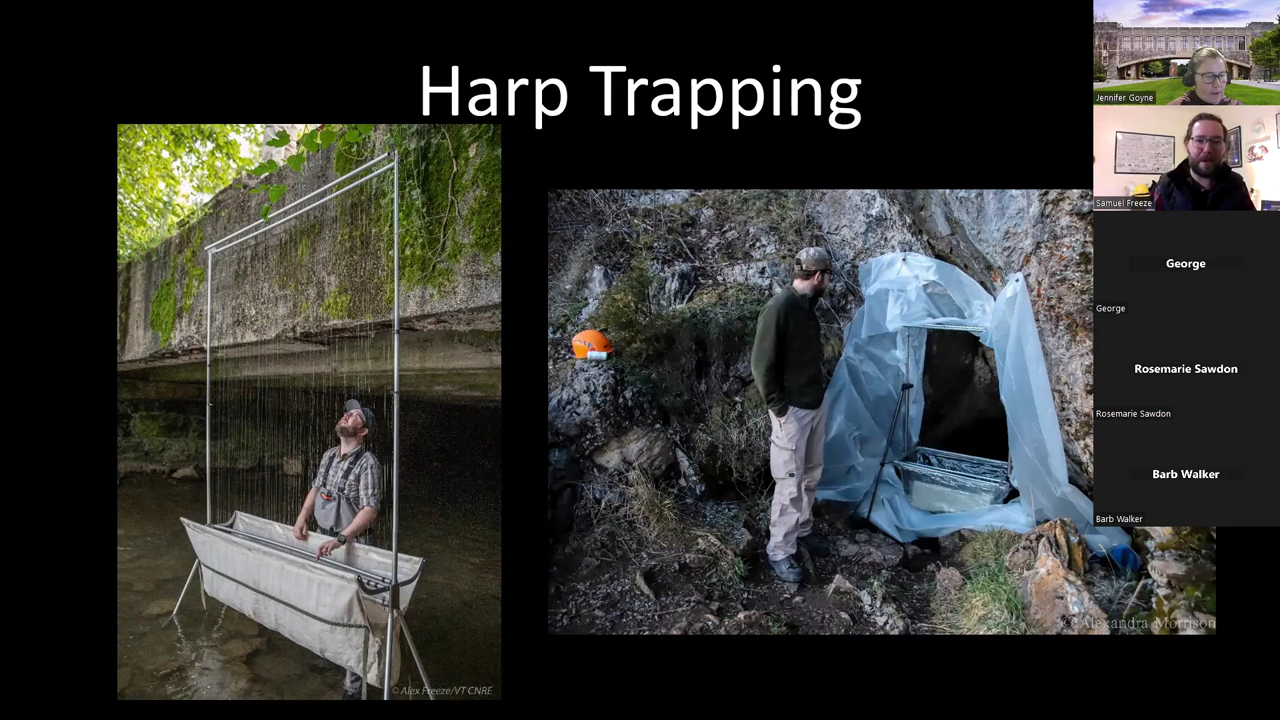 Harp Trapping
© Alex Freeze/VT CNRE
© Alexandra Morrison
Jennifer Goyne
Samuel Freeze
George
George
Rosemarie Sawdon
Rosemarie Sawdon
Barb Walker
Barb Walker